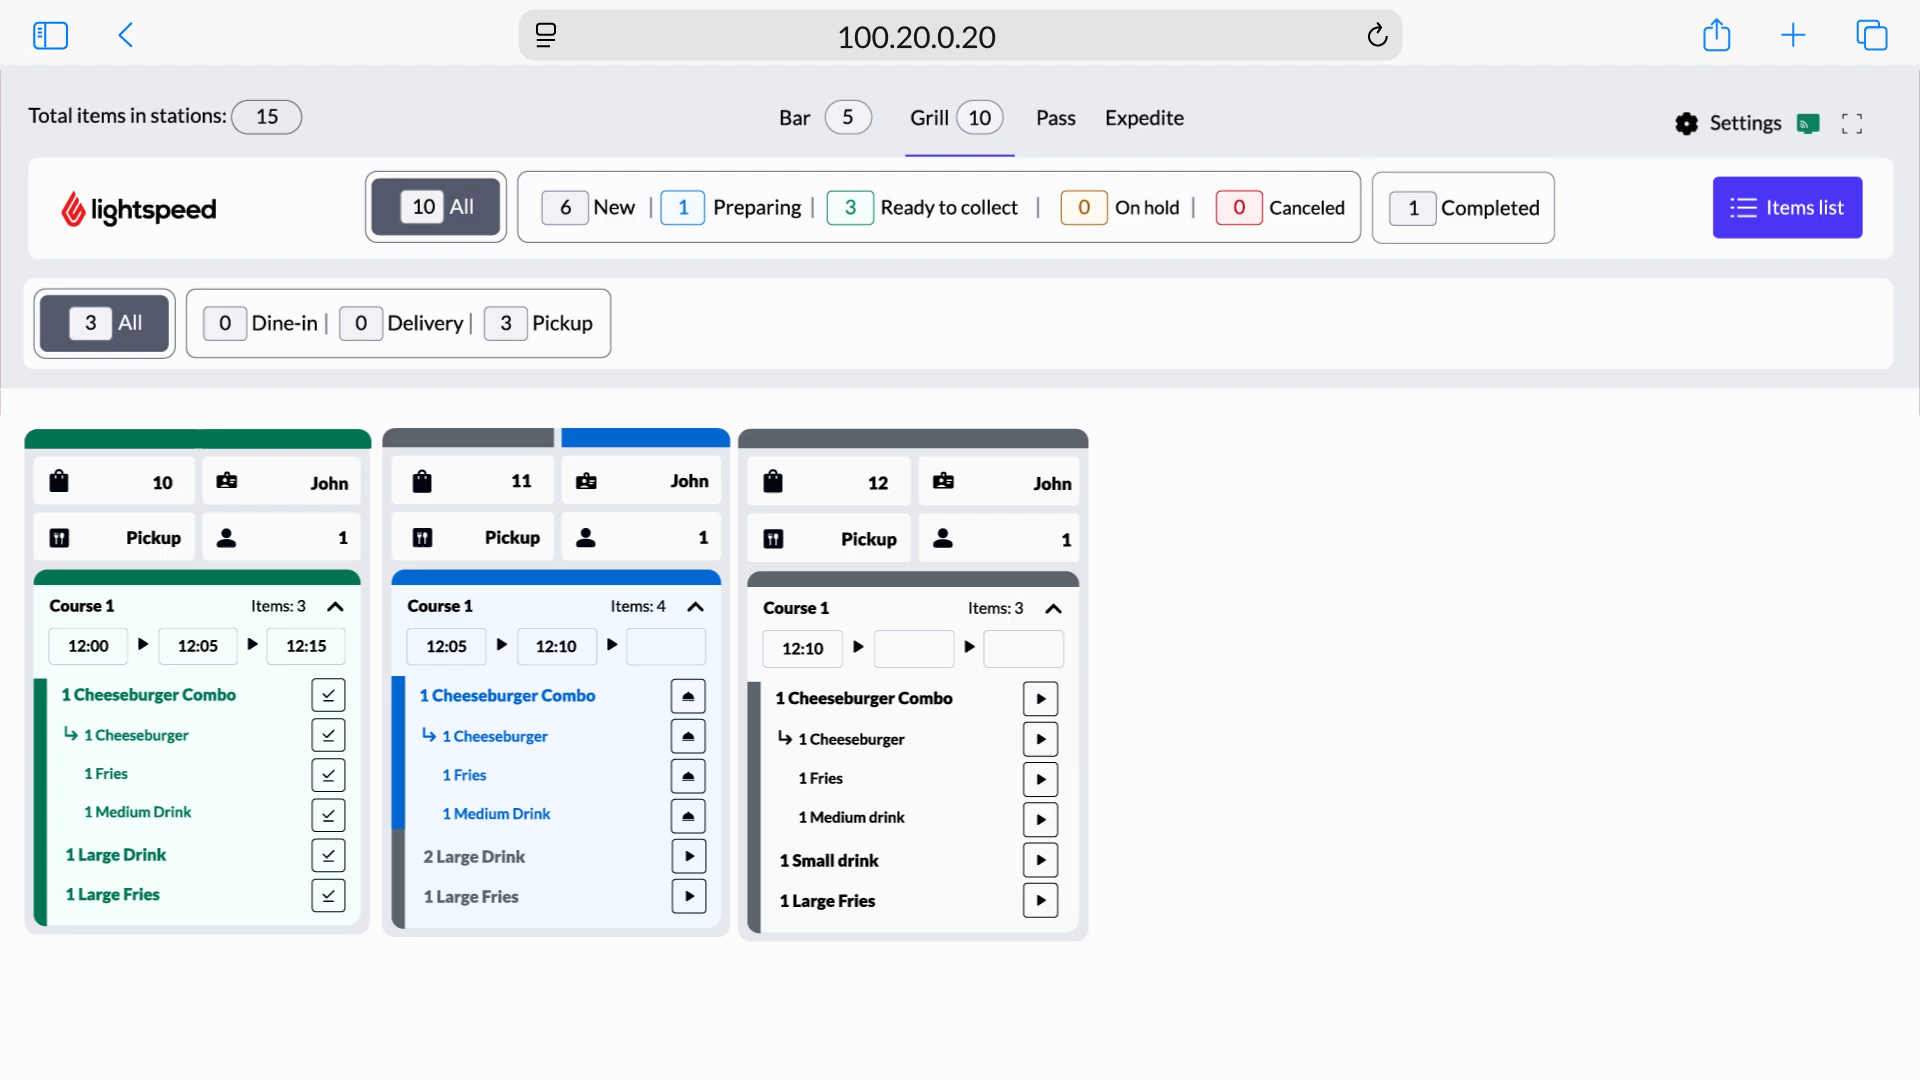 100.20.0.20
Total items in stations: 15
Bar 5 Grill 10 Pass Expedite
Settings
lightspeed
10 All
6 New | 1 Preparing | 3 Ready to collect | 0 On hold | 0 Canceled
1 Completed
Items list
3 All
0 Dine-in | 0 Delivery | 3 Pickup
10 John
Pickup 1
Course 1 Items: 3
12:00 12:05 12:15
1 Cheeseburger Combo
1 Cheeseburger
1 Fries
1 Medium Drink
1 Large Drink
1 Large Fries
11 John
Pickup 1
Course 1 Items: 4
12:05 12:10
1 Cheeseburger Combo
1 Cheeseburger
1 Fries
1 Medium Drink
2 Large Drink
1 Large Fries
12 John
Pickup 1
Course 1 Items: 3
12:10
1 Cheeseburger Combo
1 Cheeseburger
1 Fries
1 Medium drink
1 Small drink
1 Large Fries